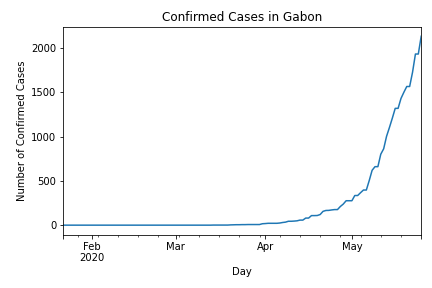 Confirmed Cases in Gabon
Number of Confirmed Cases
2000
1500
1000
500
0
Feb
2020
Mar
Apr
May
Day